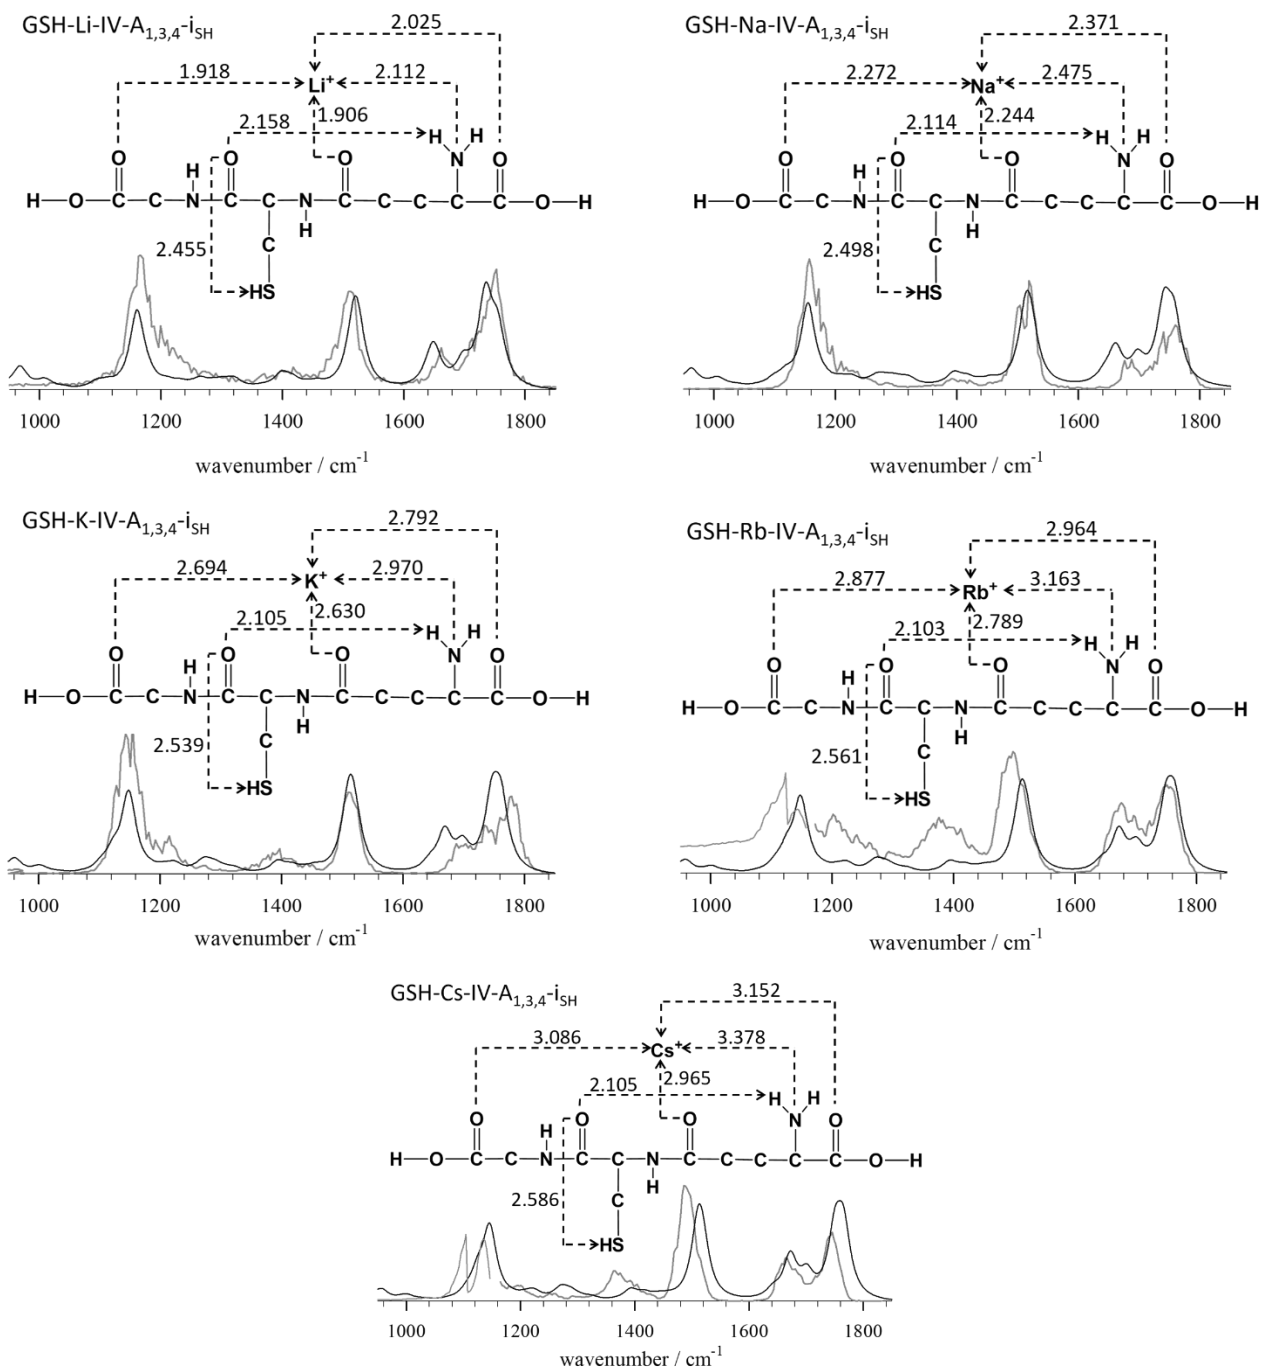 GSH-Li-IV-A1,3,4-iSH
2.025
1.918 Li+ 2.112
1.906
2.158 H H
O H O O N O
H—O—C—C—N—C—C—N—C—C—C—C—C—O—H
H
2.455 C
HS
1000 1200 1400 1600 1800
wavenumber / cm-1
GSH-Na-IV-A1,3,4-iSH
2.371
2.272 Na+ 2.475
2.114 2.244 H H
O H O O N O
H—O—C—C—N—C—C—N—C—C—C—C—C—O—H
H
2.498 C
HS
1000 1200 1400 1600 1800
wavenumber / cm-1
GSH-K-IV-A1,3,4-iSH
2.792
2.694 K+ 2.970
2.105 2.630 H H
O H O O N O
H—O—C—C—N—C—C—N—C—C—C—C—C—O—H
H
2.539 C
HS
1000 1200 1400 1600 1800
wavenumber / cm-1
GSH-Rb-IV-A1,3,4-iSH
2.964
2.877 Rb+ 3.163
2.103 2.789 H H
O H O O N O
H—O—C—C—N—C—C—N—C—C—C—C—C—O—H
H
2.561 C
HS
1000 1200 1400 1600 1800
wavenumber / cm-1
GSH-Cs-IV-A1,3,4-iSH
3.152
3.086 Cs+ 3.378
2.105 2.965 H H
O H O O N O
H—O—C—C—N—C—C—N—C—C—C—C—C—O—H
H
2.586 C
HS
1000 1200 1400 1600 1800
wavenumber / cm-1